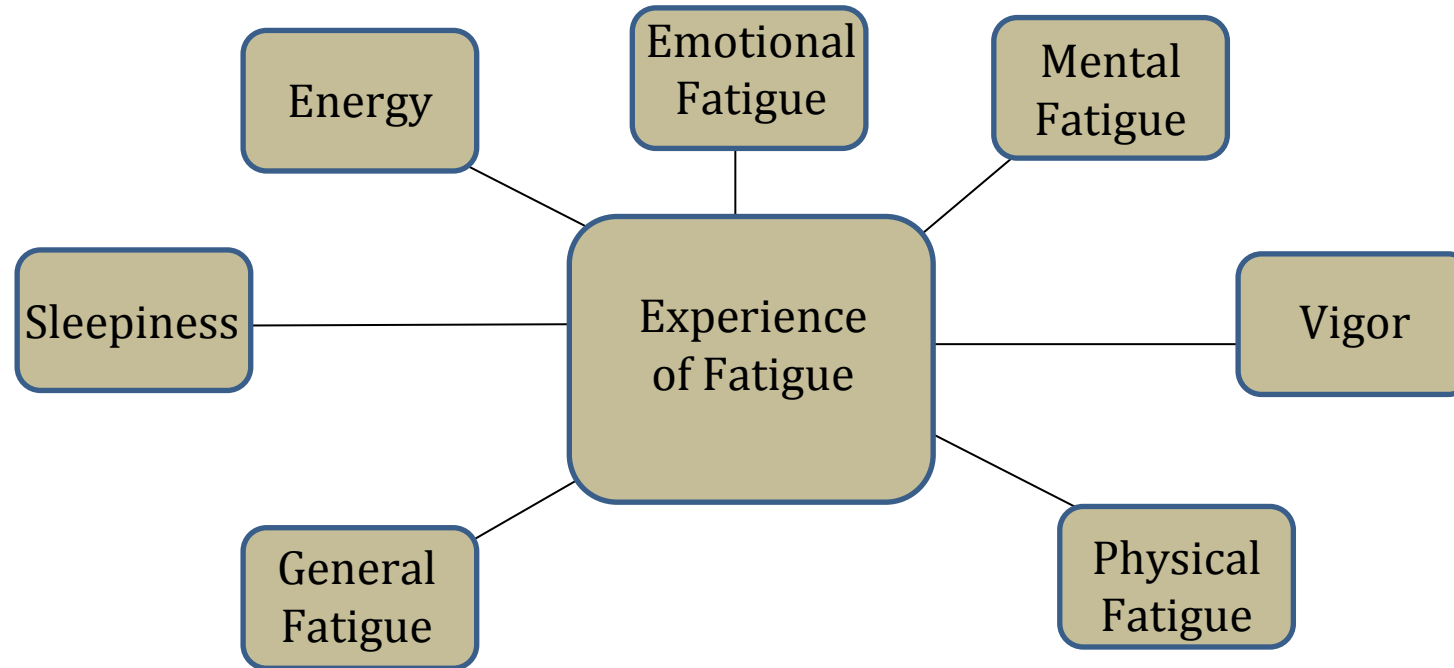 Emotional
Fatigue
Energy
Mental
Fatigue
Sleepiness
Experience
of Fatigue
Vigor
General
Fatigue
Physical
Fatigue